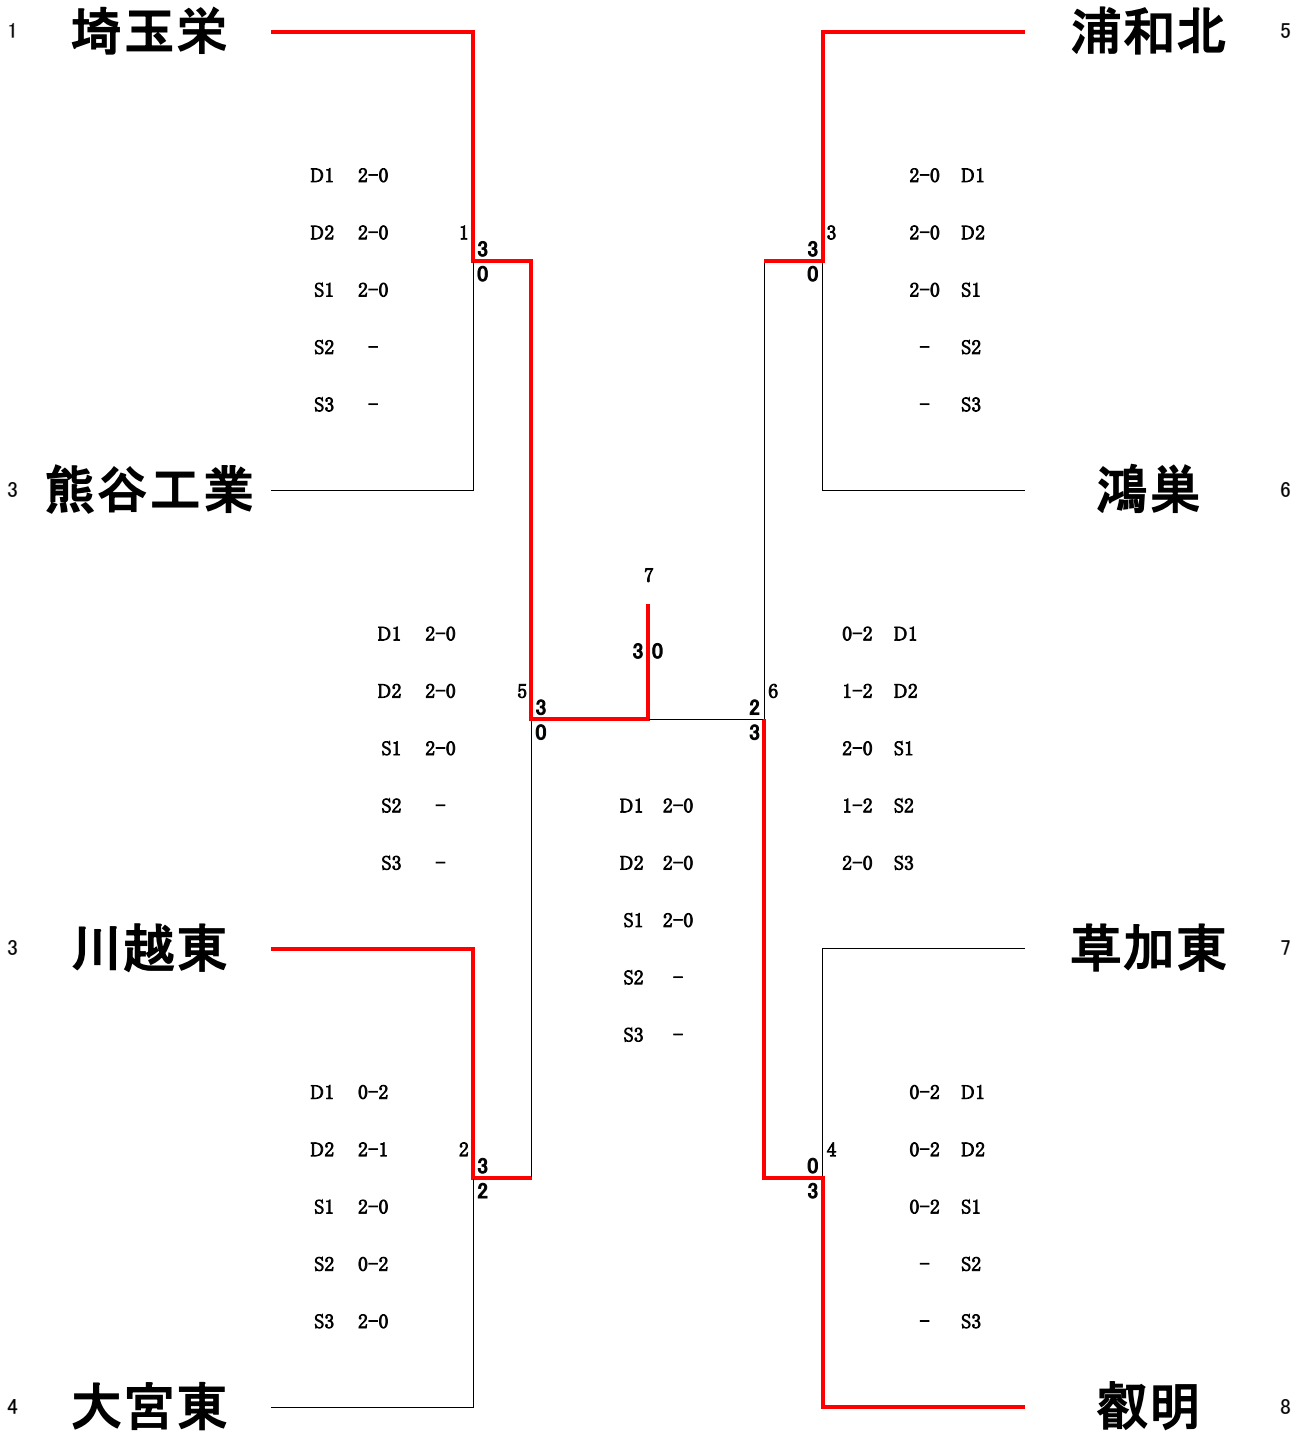 1 埼玉栄 浦和北 5
D1 2-0 2-0 D1
D2 2-0 1 3 2-0 D2
3 3
0 0
S1 2-0 2-0 S1
S2 - - S2
S3 - - S3
3 熊谷工業 鴻巣 6
7
D1 2-0 3 0 0-2 D1
D2 2-0 5 6 1-2 D2
3 2
0 3
S1 2-0 2-0 S1
S2 - D1 2-0 1-2 S2
S3 - D2 2-0 2-0 S3
S1 2-0
3 川越東 草加東 7
S2 -
S3 -
D1 0-2 0-2 D1
D2 2-1 2 4 0-2 D2
3 0
2 3
S1 2-0 0-2 S1
S2 0-2 - S2
S3 2-0 - S3
4 大宮東 叡明 8